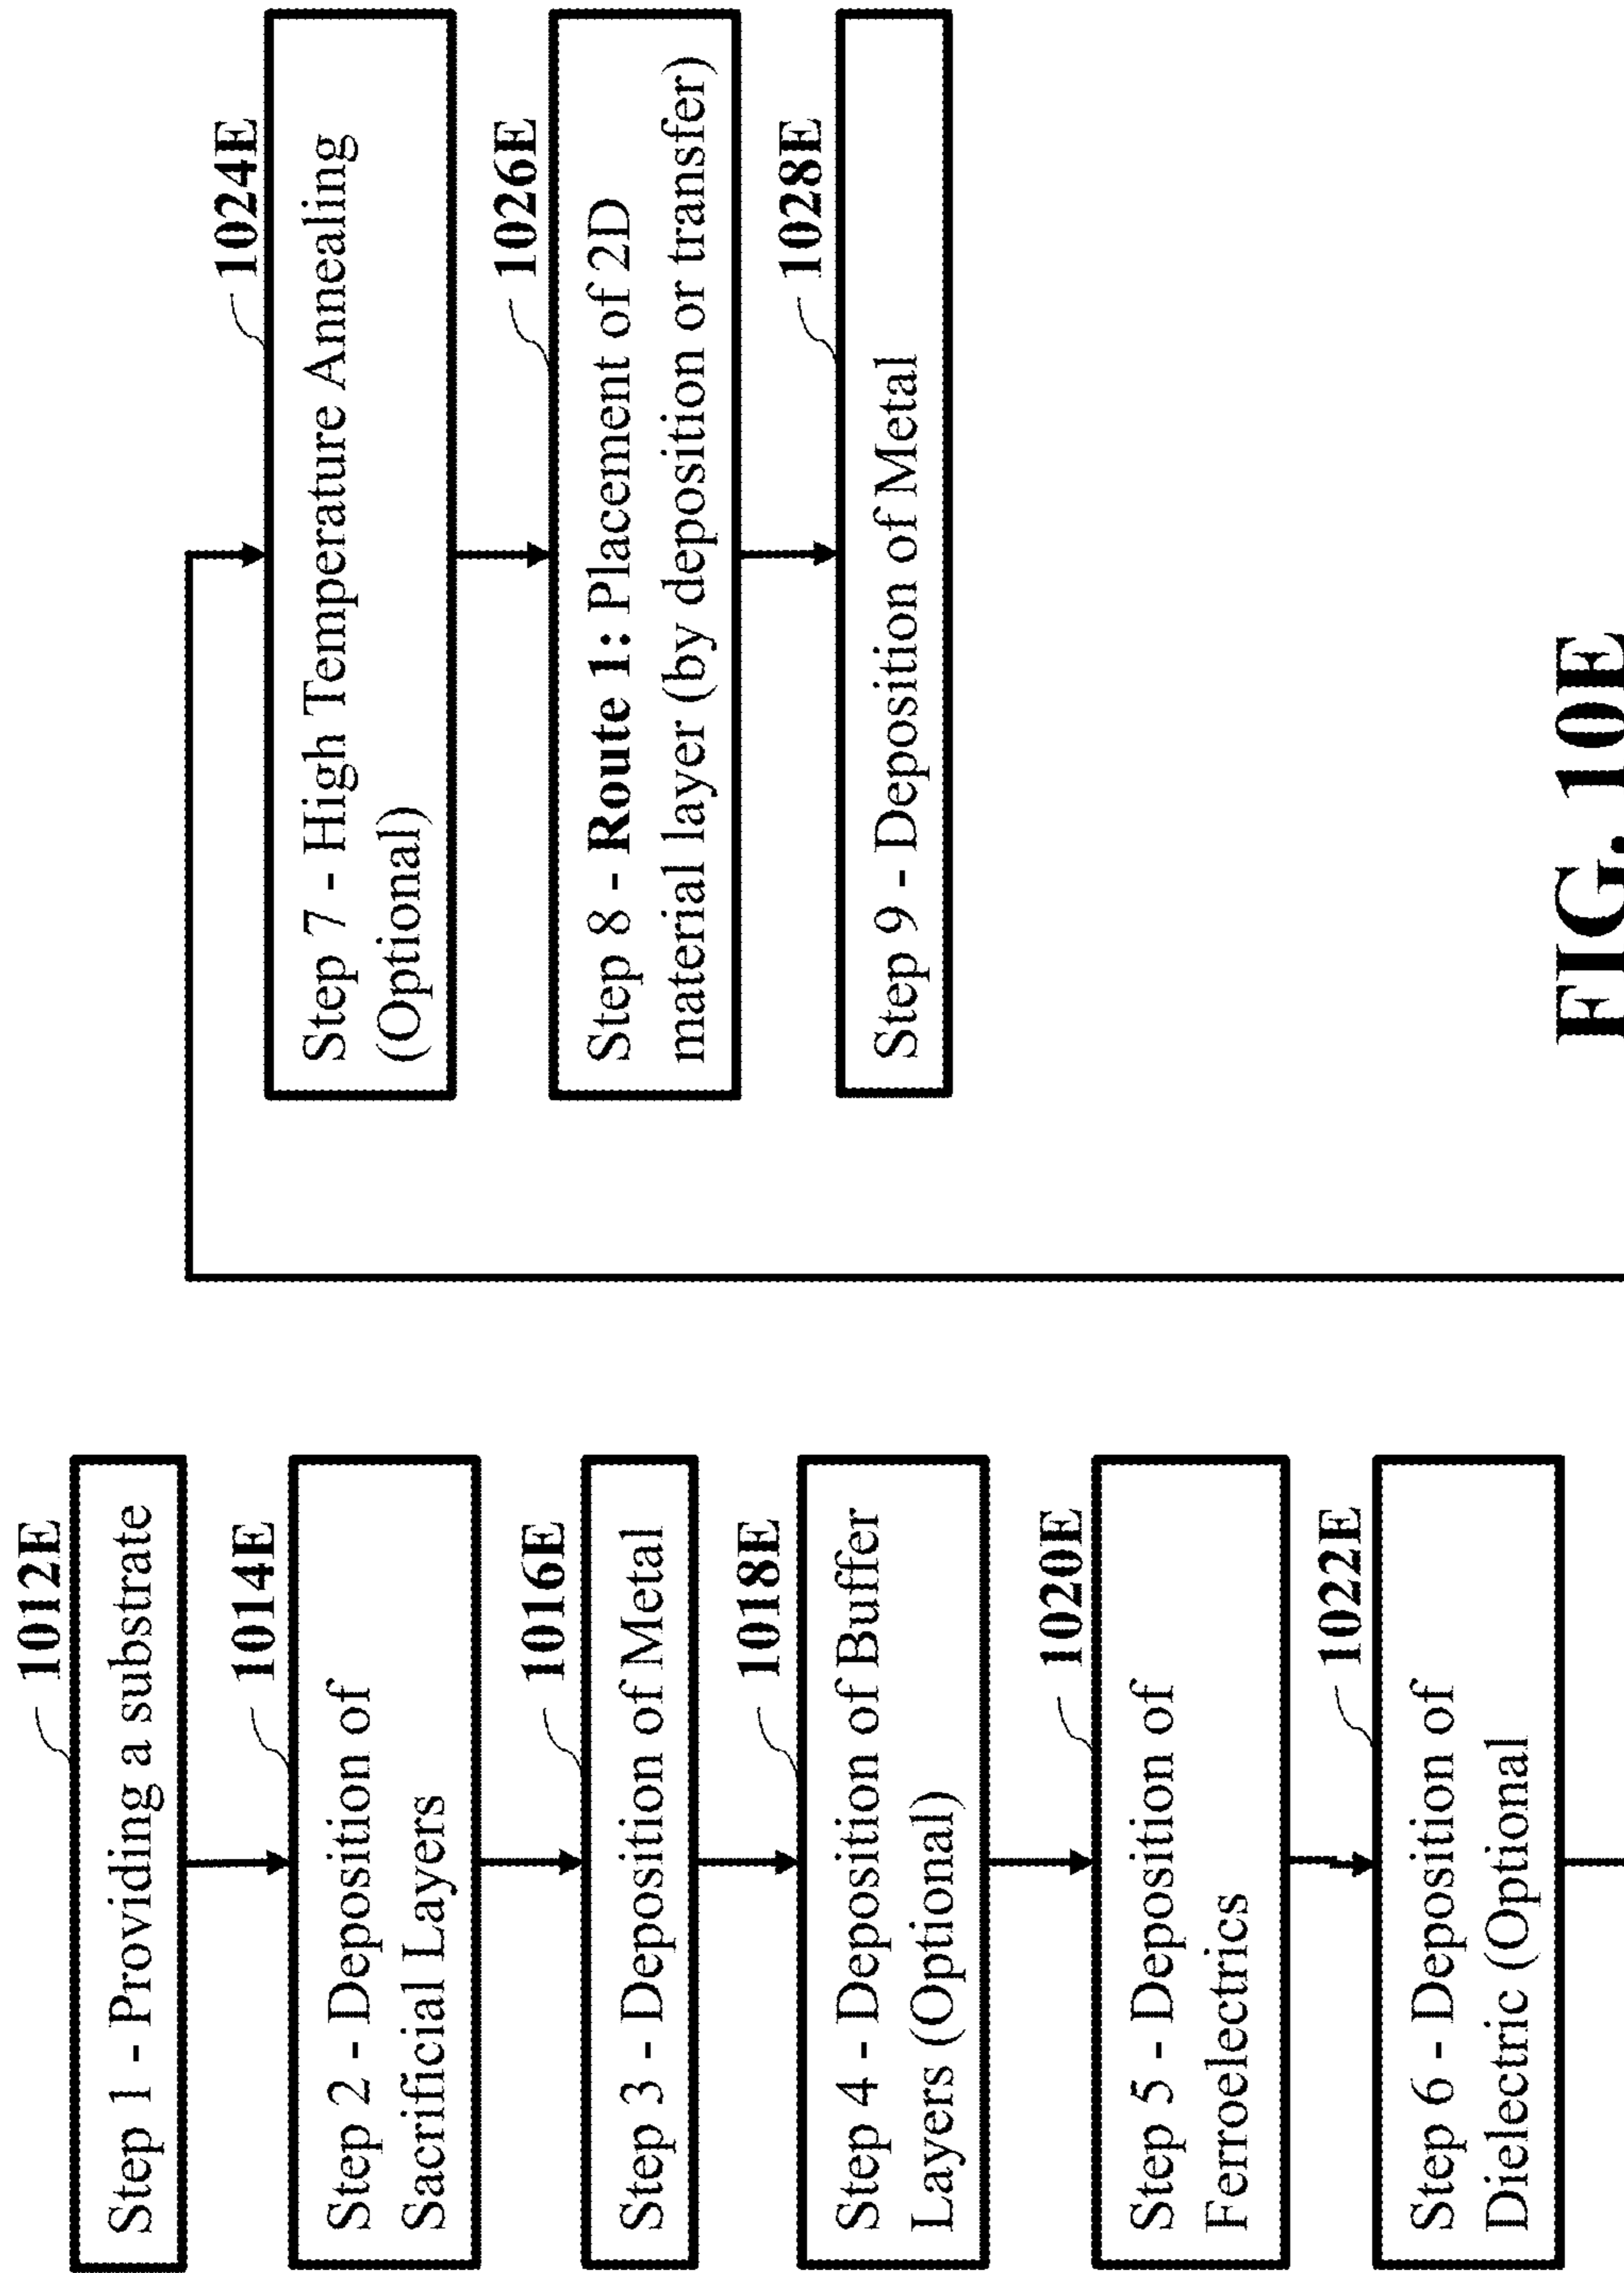 1012E
Step 1 - Providing a substrate
1014E
Step 2 - Deposition of
Sacrificial Layers
1016E
Step 3 - Deposition of Metal
1018E
Step 4 - Deposition of Buffer
Layers (Optional)
1020E
Step 5 - Deposition of
Ferroelectrics
1022E
Step 6 - Deposition of
Dielectric (Optional
1024E
Step 7 - High Temperature Annealing
(Optional)
1026E
Step 8 - Route 1: Placement of 2D
material layer (by deposition or transfer)
1028E
Step 9 - Deposition of Metal
FIG. 10E